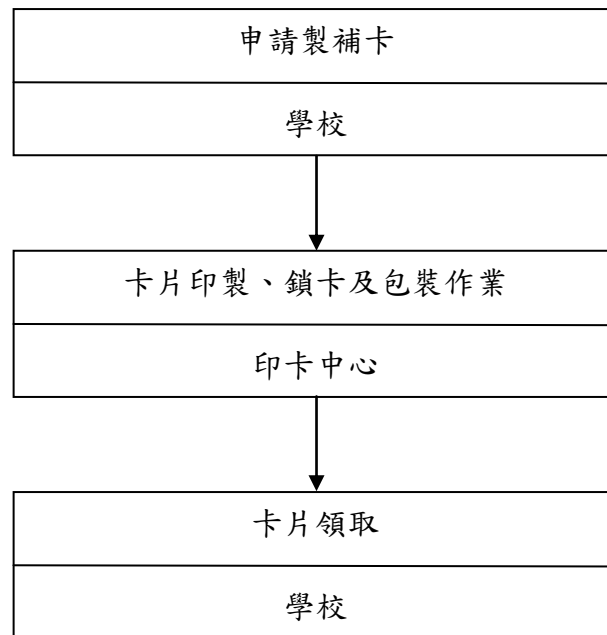 申請製補卡
學校
卡片印製、鎖卡及包裝作業
印卡中心
卡片領取
學校